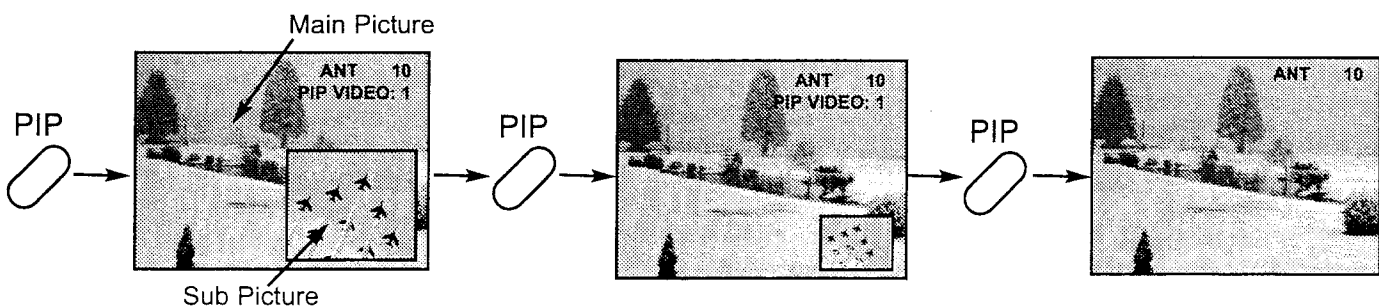 Main Picture
PIP
ANT 10
PIP VIDEO: 1
Sub Picture
PIP
ANT 10
PIP VIDEO: 1
PIP
ANT 10